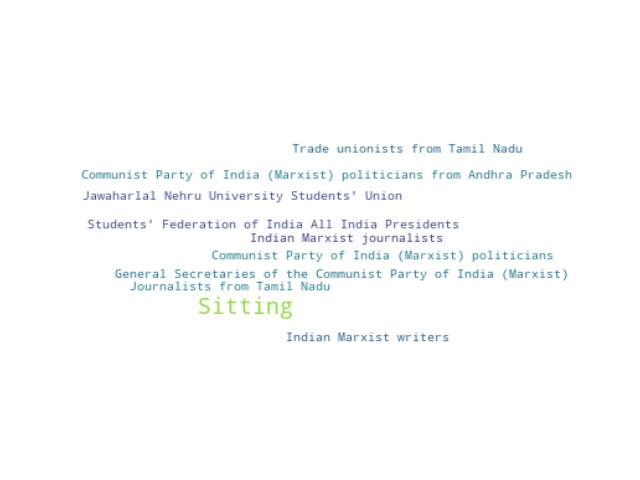 Trade unionists from Tamil Nadu
Communist Party of India (Marxist) politicians from Andhra Pradesh
Jawaharlal Nehru University Students' Union
Students' Federation of India All India Presidents
Indian Marxist journalists
Communist Party of India (Marxist) politicians
General Secretaries of the Communist Party of India (Marxist)
Journalists from Tamil Nadu
Sitting
Indian Marxist writers